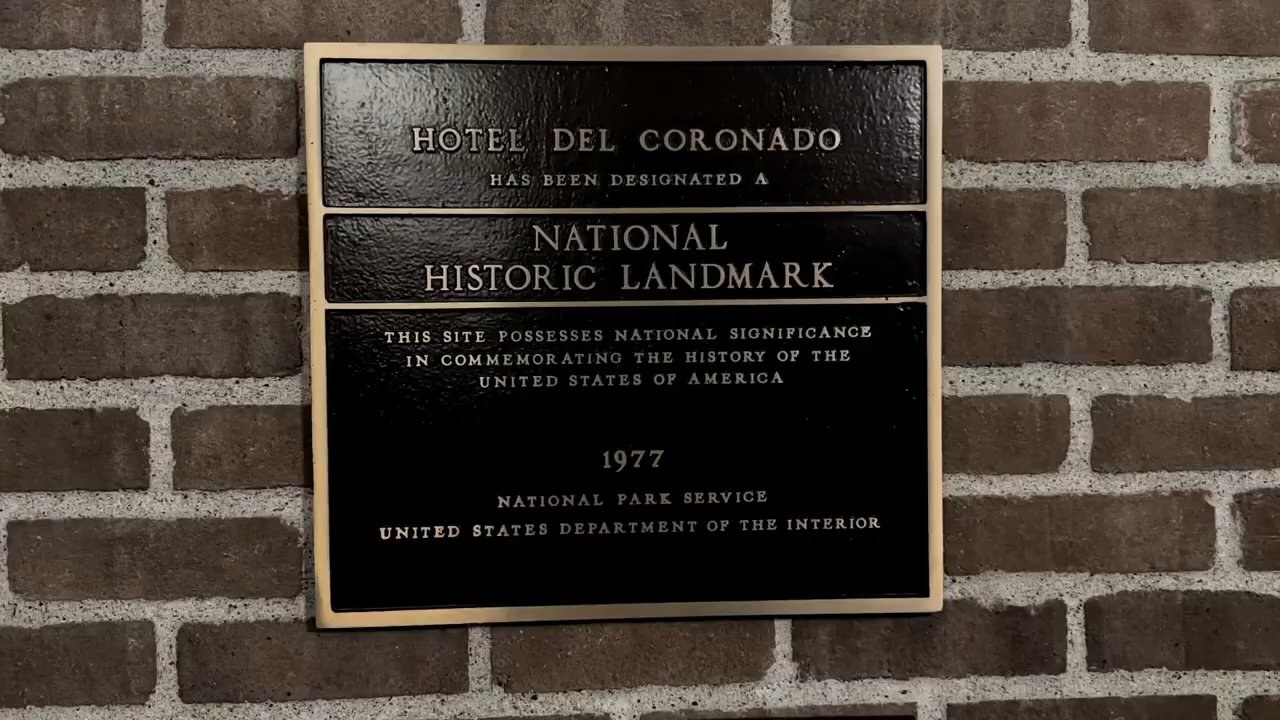 HOTEL DEL CORONADO
HAS BEEN DESIGNATED A
NATIONAL
HISTORIC LANDMARK
THIS SITE POSSESSES NATIONAL SIGNIFICANCE
IN COMMEMORATING THE HISTORY OF THE
UNITED STATES OF AMERICA
1977
NATIONAL PARK SERVICE
UNITED STATES DEPARTMENT OF THE INTERIOR